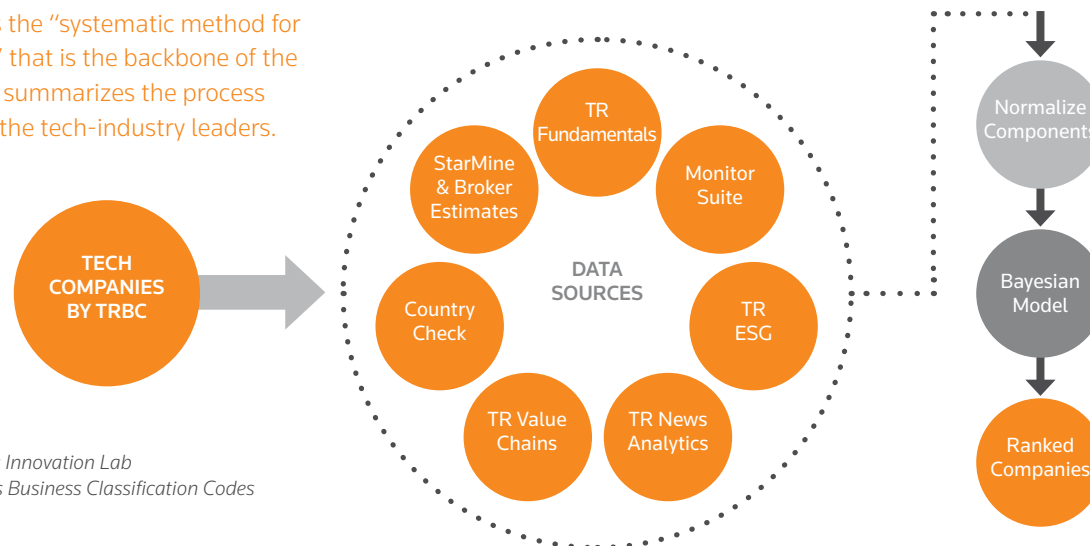 s the “systematic method for
” that is the backbone of the
summarizes the process
the tech-industry leaders.
TECH
COMPANIES
BY TRBC
TR
Fundamentals
StarMine
& Broker
Estimates
Monitor
Suite
DATA
SOURCES
Country
Check
TR
ESG
TR Value
Chains
TR News
Analytics
Normalize
Components
Bayesian
Model
Ranked
Companies
Innovation Lab
s Business Classification Codes